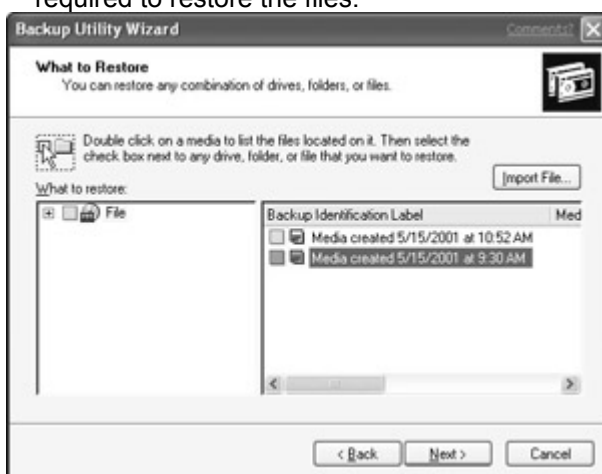 required to restore the files.
Backup Utility Wizard Comments? X
What to Restore
You can restore any combination of drives, folders, or files.
Double click on a media to list the files located on it. Then select the
check box next to any drive, folder, or file that you want to restore.
Import File...
What to restore:
File
Backup Identification Label Med
Media created 5/15/2001 at 10:52 AM
Media created 5/15/2001 at 9:30 AM
< Back Next > Cancel